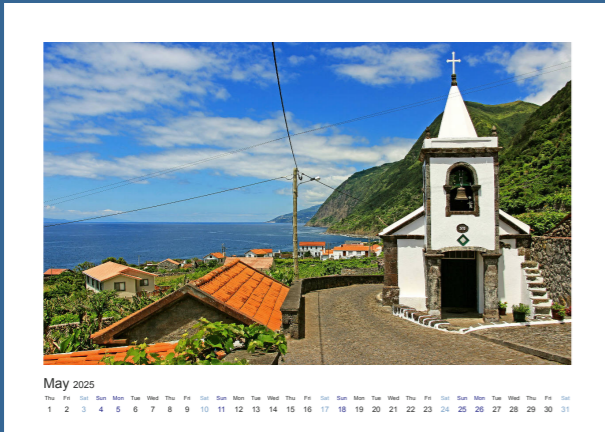 May 2025
Thu Fri Sat Sun Mon Tue Wed Thu Fri Sat Sun Mon Tue Wed Thu Fri Sat Sun Mon Tue Wed Thu Fri Sat Sun Mon Tue Wed Thu Fri Sat
1 2 3 4 5 6 7 8 9 10 11 12 13 14 15 16 17 18 19 20 21 22 23 24 25 26 27 28 29 30 31